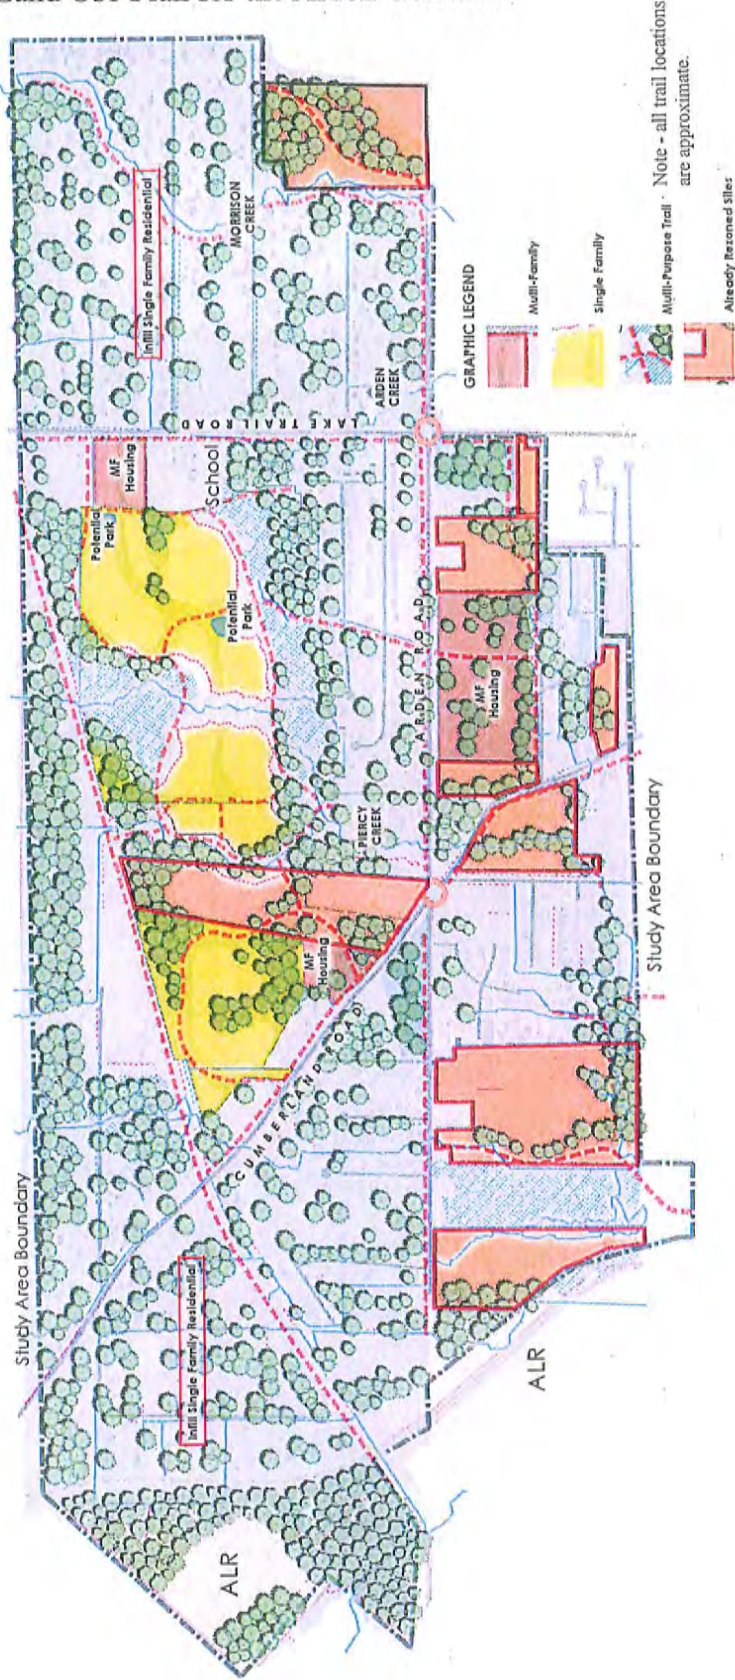 Study Area Boundary
ALR
Infill Single Family Residential
CUMBERLAND ROAD
MF
Housing
PIERCY
CREEK
Potential
Park
Potential
Park
MF
Housing
School
LAKE TRAIL ROAD
Infill Single Family Residential
MORRISON
CREEK
ARDEN
CREEK
ARDEN ROAD
MF
Housing
ALR
Study Area Boundary
GRAPHIC LEGEND
Multi-Family
Single Family
Multi-Purpose Trail
Note - all trail locations
are approximate.
Already Rezoned Sites